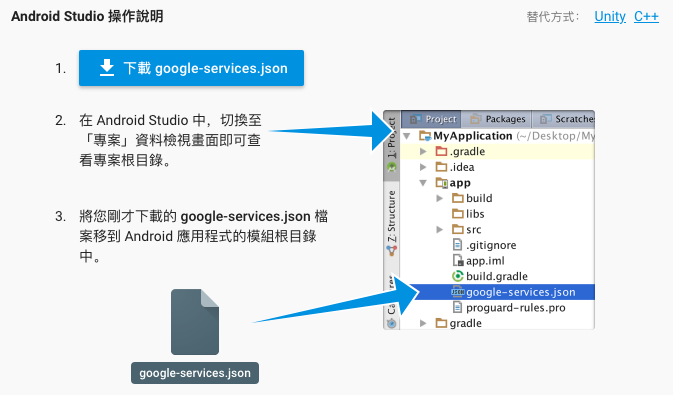 Android Studio 操作說明
替代方式： Unity C++
1. 下載 google-services.json
2. 在 Android Studio 中，切換至
「專案」資料檢視畫面即可查
看專案根目錄。
3. 將您剛才下載的 google-services.json 檔
案移到 Android 應用程式的模組根目錄
中。
google-services.json
Project Packages Scratches
1: Project
Z: Structure
MyApplication (~/Desktop/My
.gradle
.idea
app
build
libs
src
.gitignore
app.iml
build.gradle
google-services.json
proguard-rules.pro
gradle